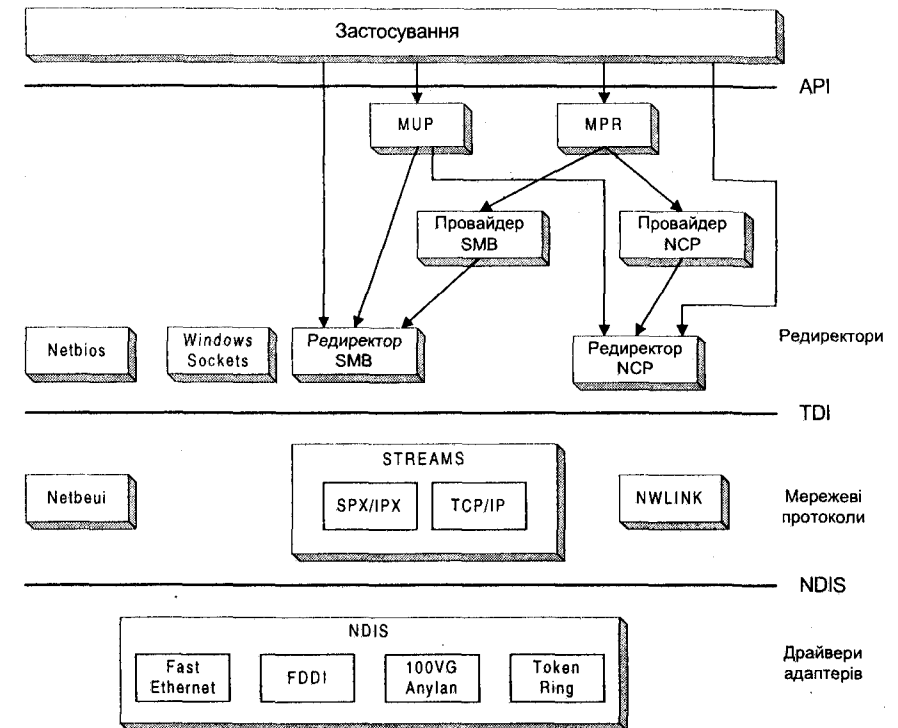 Застосування
API
MUP
MPR
Провайдер
SMB
Провайдер
NCP
Netbios
Windows
Sockets
Редиректор
SMB
Редиректор
NCP
Редиректори
TDI
Netbeui
STREAMS
SPX/IPX
TCP/IP
NWLINK
Мережеві
протоколи
NDIS
NDIS
Fast
Ethernet
FDDI
100VG
Anylan
Token
Ring
Драйвери
адаптерів